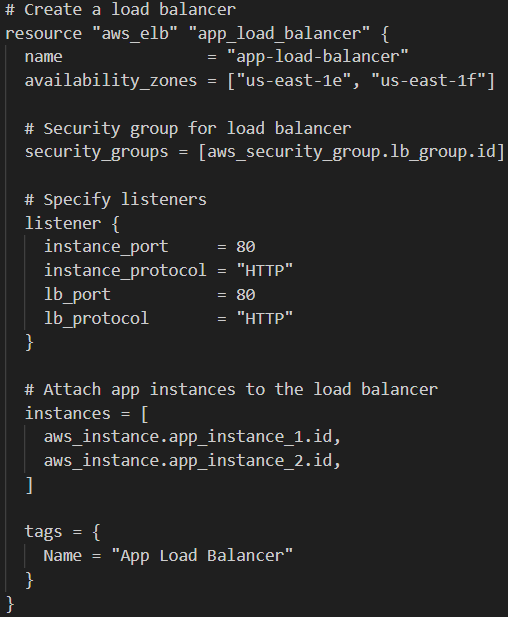 # Create a load balancer
resource "aws_elb" "app_load_balancer" {
  name               = "app-load-balancer"
  availability_zones = ["us-east-1e", "us-east-1f"]

  # Security group for load balancer
  security_groups = [aws_security_group.lb_group.id]

  # Specify listeners
  listener {
    instance_port     = 80
    instance_protocol = "HTTP"
    lb_port           = 80
    lb_protocol       = "HTTP"
  }

  # Attach app instances to the load balancer
  instances = [
    aws_instance.app_instance_1.id,
    aws_instance.app_instance_2.id,
  ]

  tags = {
    Name = "App Load Balancer"
  }
}